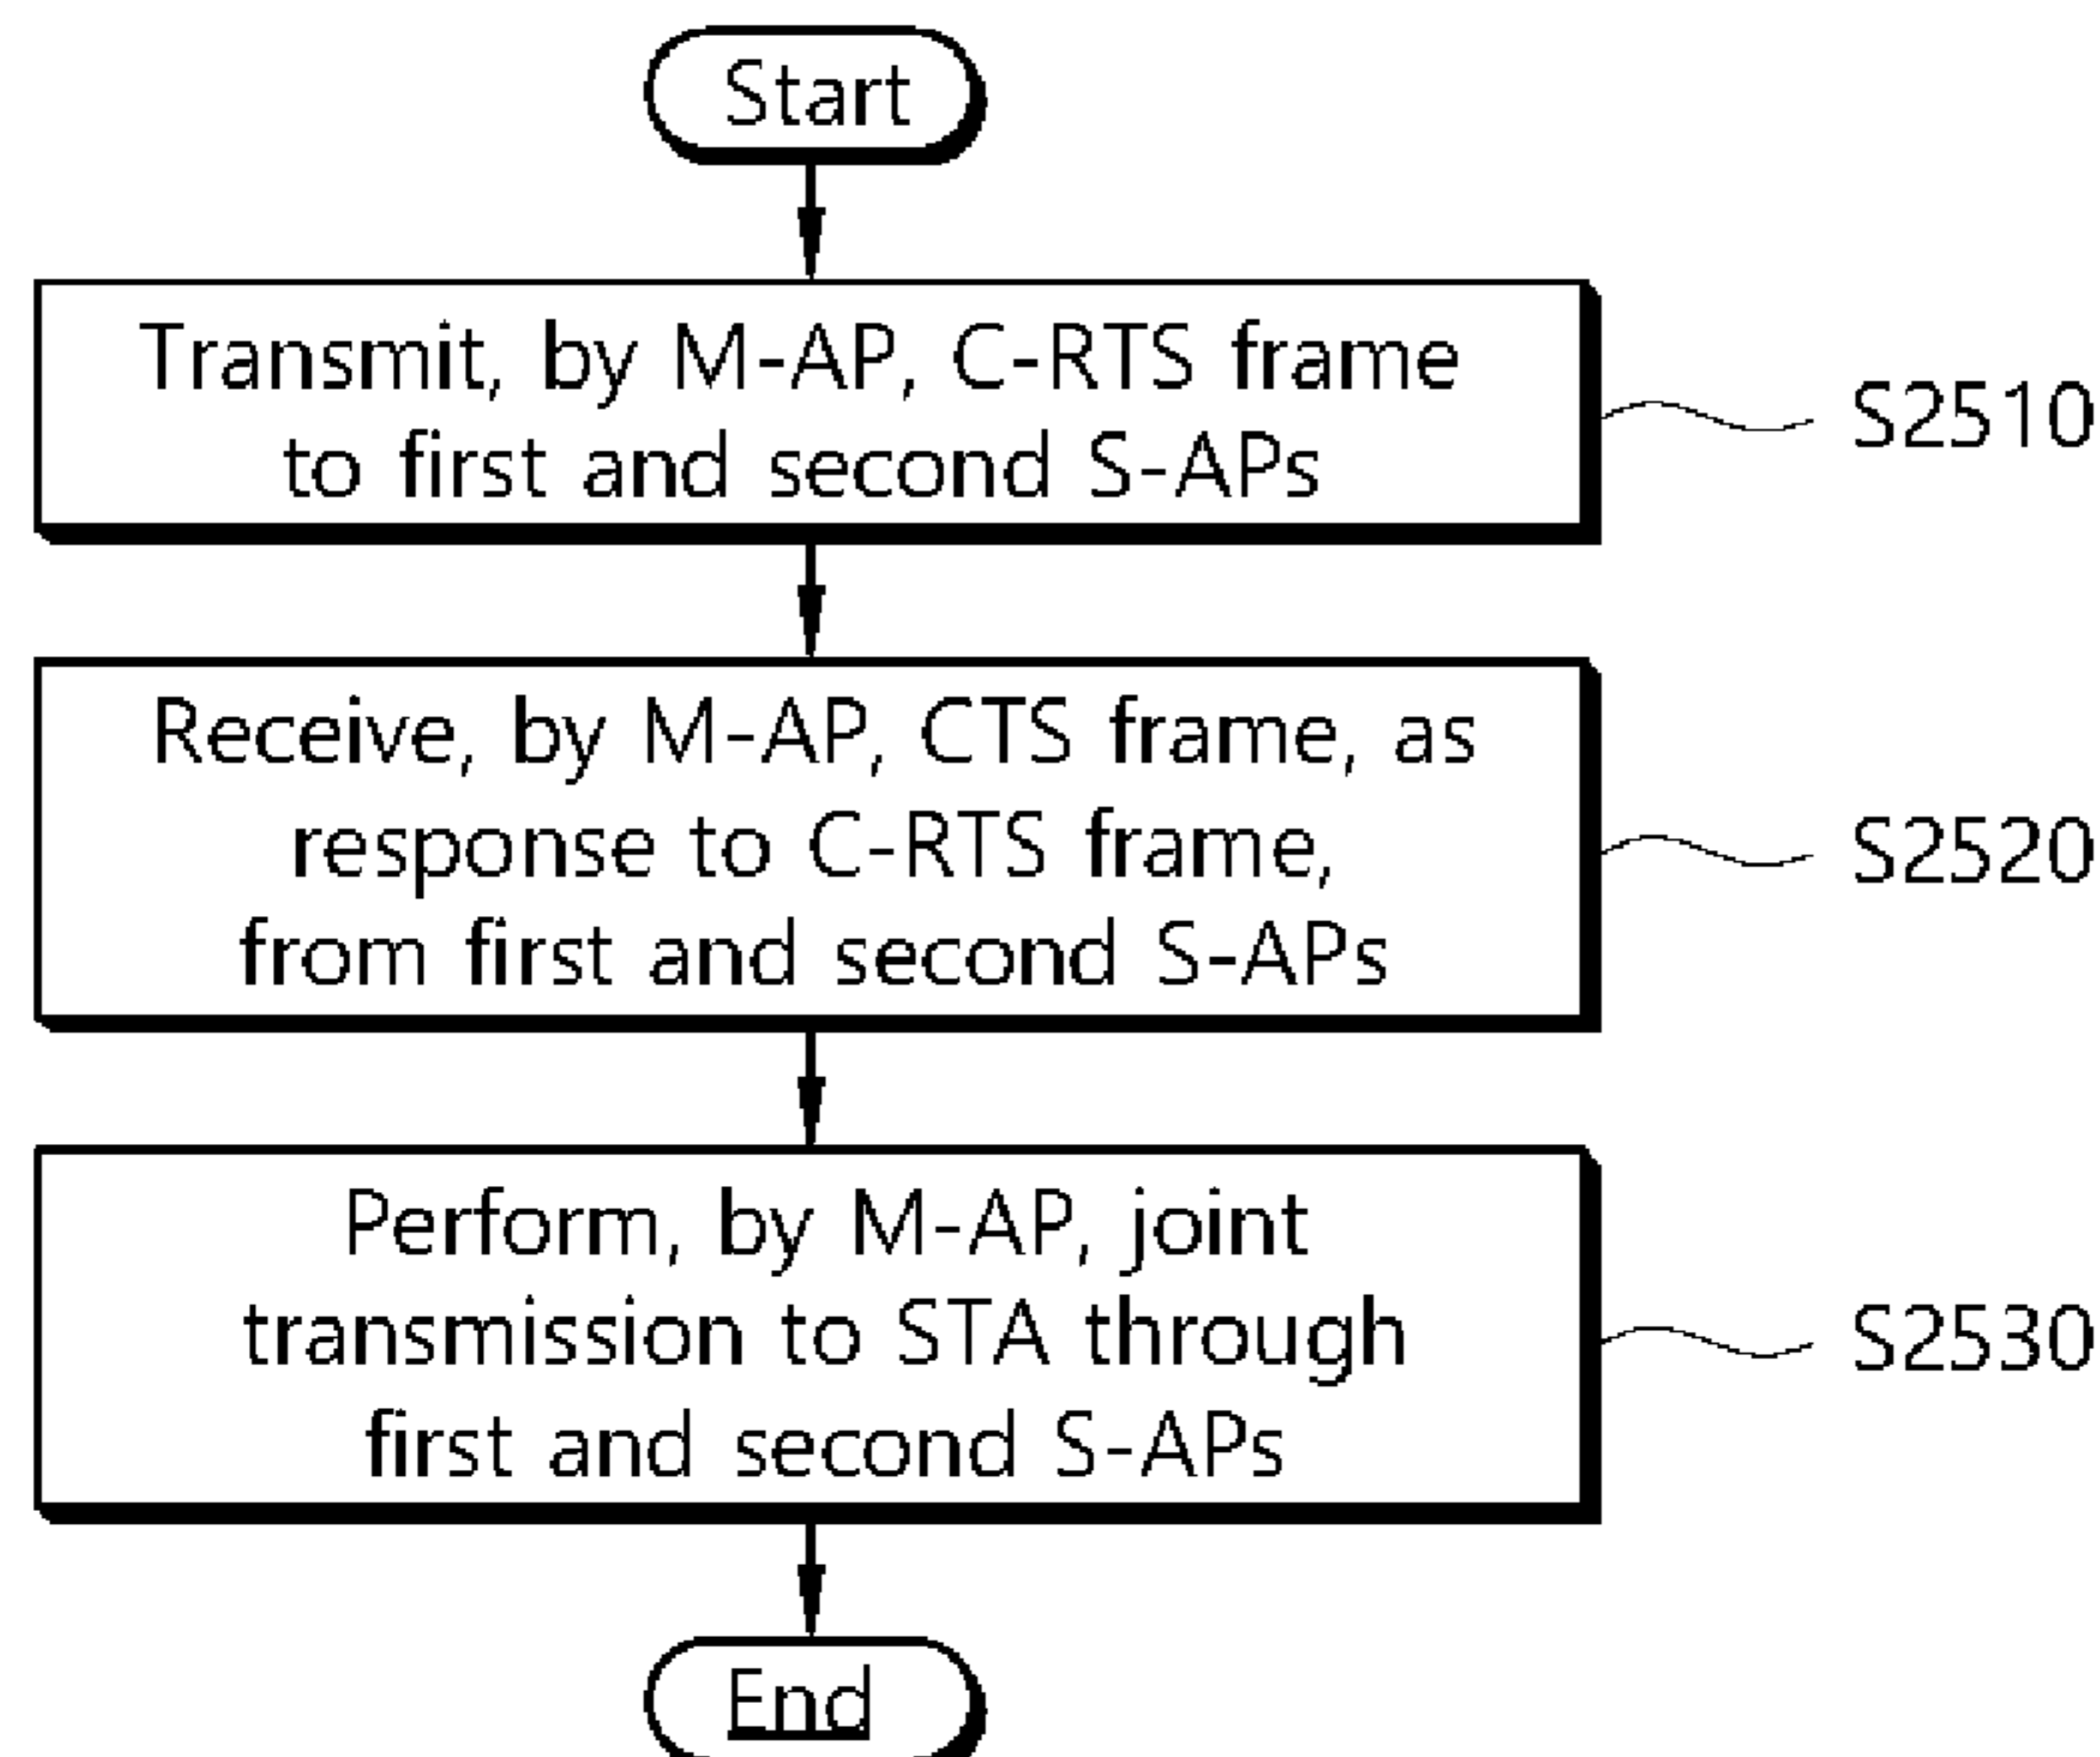 Start
Transmit, by M-AP, C-RTS frame
to first and second S-APs
S2510
Receive, by M-AP, CTS frame, as
response to C-RTS frame,
from first and second S-APs
S2520
Perform, by M-AP, joint
transmission to STA through
first and second S-APs
S2530
End